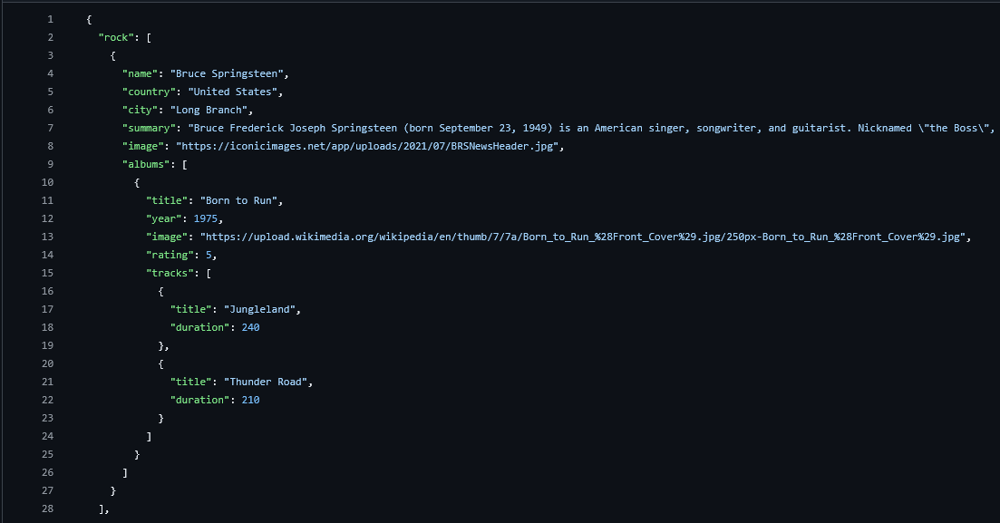 1 {
2 "rock": [
3 {
4 "name": "Bruce Springsteen",
5 "country": "United States",
6 "city": "Long Branch",
7 "summary": "Bruce Frederick Joseph Springsteen (born September 23, 1949) is an American singer, songwriter, and guitarist. Nicknamed \"the Boss\",
8 "image": "https://iconicimages.net/app/uploads/2021/07/BRSNewsHeader.jpg",
9 "albums": [
10 {
11 "title": "Born to Run",
12 "year": 1975,
13 "image": "https://upload.wikimedia.org/wikipedia/en/thumb/7/7a/Born_to_Run_%28Front_Cover%29.jpg/250px-Born_to_Run_%28Front_Cover%29.jpg",
14 "rating": 5,
15 "tracks": [
16 {
17 "title": "Jungleland",
18 "duration": 240
19 },
20 {
21 "title": "Thunder Road",
22 "duration": 210
23 }
24 ]
25 }
26 ]
27 }
28 ],